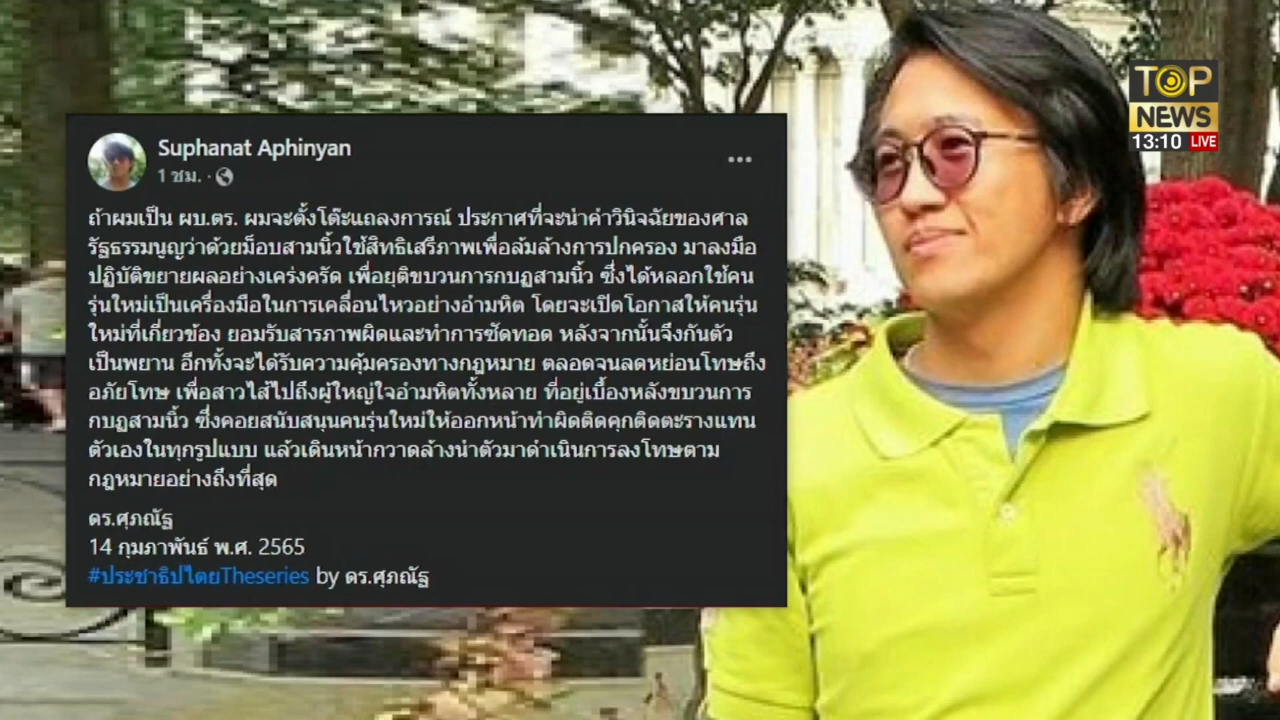 TOP
NEWS
13:10 LIVE
Suphanat Aphinyan
1 ชม. ·
ถ้าผมเป็น ผบ.ตร. ผมจะตั้งโต๊ะแถลงการณ์ ประกาศที่จะนำคำวินิจฉัยของศาล
รัฐธรรมนูญว่าด้วยม็อบสามนิ้วใช้สิทธิเสรีภาพเพื่อล้มล้างการปกครอง มาลงมือ
ปฏิบัติขยายผลอย่างเคร่งครัด เพื่อยุติขบวนการกบฏสามนิ้ว ซึ่งได้หลอกใช้คน
รุ่นใหม่เป็นเครื่องมือในการเคลื่อนไหวอย่างอำมหิต โดยจะเปิดโอกาสให้คนรุ่น
ใหม่ที่เกี่ยวข้อง ยอมรับสารภาพผิดและทำการซัดทอด หลังจากนั้นจึงกันตัว
เป็นพยาน อีกทั้งจะได้รับความคุ้มครองทางกฎหมาย ตลอดจนลดหย่อนโทษถึง
อภัยโทษ เพื่อสาวไส้ไปถึงผู้ใหญ่ใจอำมหิตทั้งหลาย ที่อยู่เบื้องหลังขบวนการ
กบฏสามนิ้ว ซึ่งคอยสนับสนุนคนรุ่นใหม่ให้ออกหน้าทำผิดติดคุกติดตะรางแทน
ตัวเองในทุกรูปแบบ แล้วเดินหน้ากวาดล้างนำตัวมาดำเนินการลงโทษตาม
กฎหมายอย่างถึงที่สุด
ดร.ศุภณัฐ
14 กุมภาพันธ์ พ.ศ. 2565
#ประชาธิปไตยTheseries by ดร.ศุภณัฐ